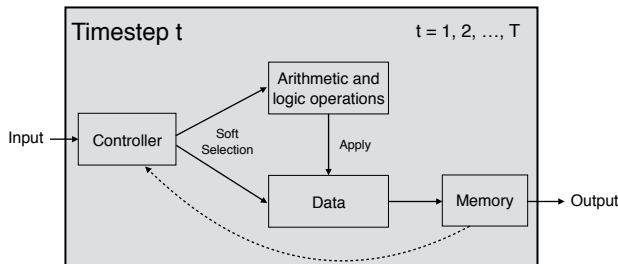 Timestep t
t = 1, 2, …, T
Arithmetic and
logic operations
Input
Controller
Soft
Selection
Apply
Data
Memory
Output